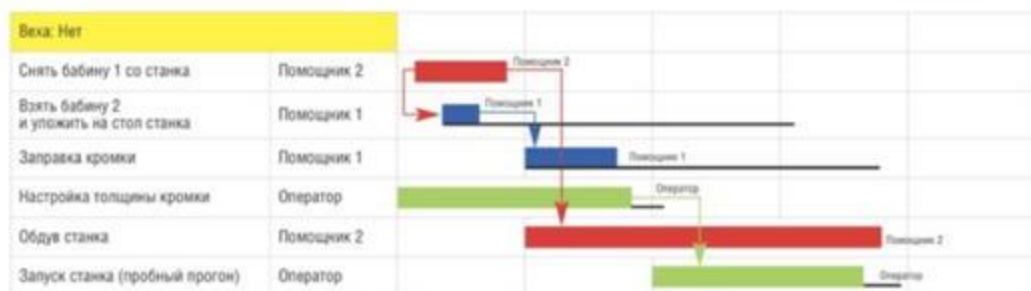 Веха: Нет
Снять бабину 1 со станка Помощник 2 Помощник 2
Взять бабину 2
и уложить на стол станка Помощник 1 Помощник 1
Заправка кромки Помощник 1 Помощник 1
Настройка толщины кромки Оператор Оператор
Обдув станка Помощник 2 Помощник 2
Запуск станка (пробный прогон) Оператор Оператор